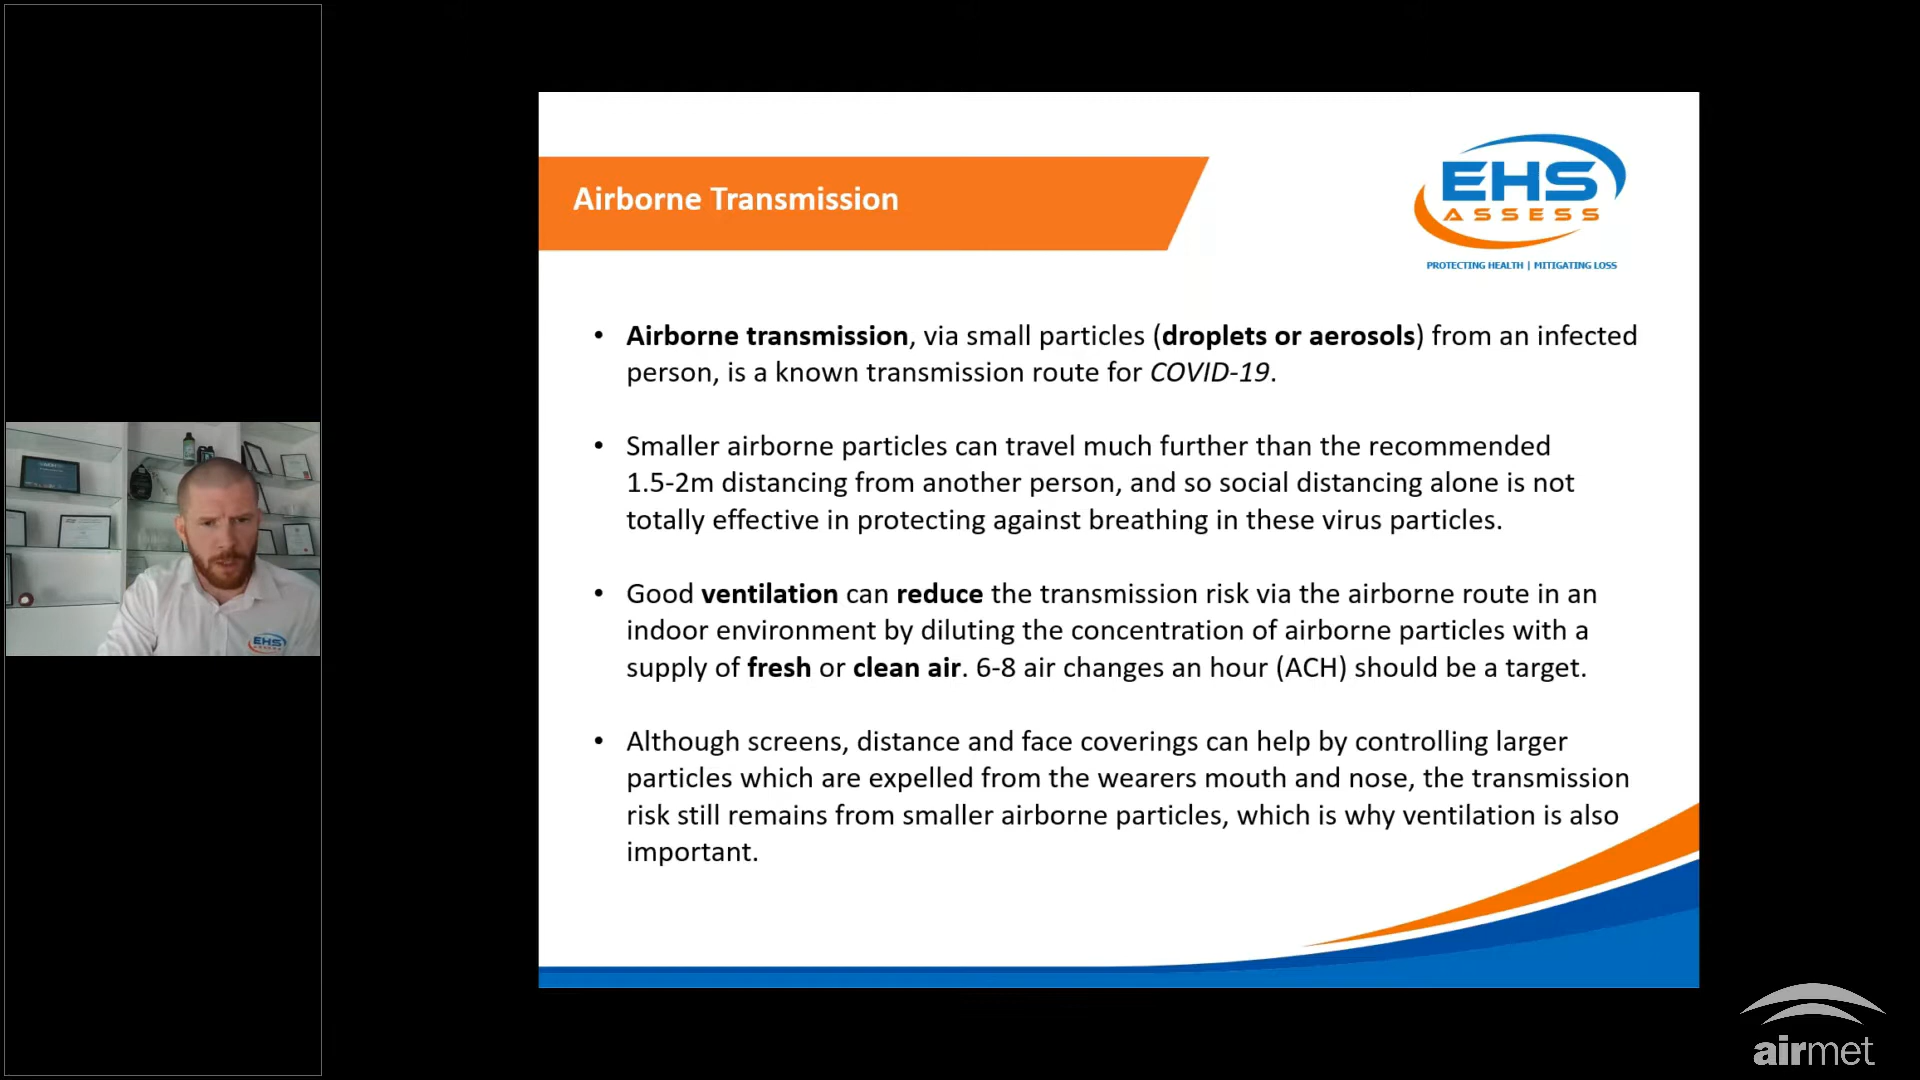 Airborne Transmission
EHS
ASSESS
PROTECTING HEALTH | MITIGATING LOSS
• Airborne transmission, via small particles (droplets or aerosols) from an infected
person, is a known transmission route for COVID-19.
• Smaller airborne particles can travel much further than the recommended
1.5-2m distancing from another person, and so social distancing alone is not
totally effective in protecting against breathing in these virus particles.
• Good ventilation can reduce the transmission risk via the airborne route in an
indoor environment by diluting the concentration of airborne particles with a
supply of fresh or clean air. 6-8 air changes an hour (ACH) should be a target.
• Although screens, distance and face coverings can help by controlling larger
particles which are expelled from the wearers mouth and nose, the transmission
risk still remains from smaller airborne particles, which is why ventilation is also
important.
EHS
airmet